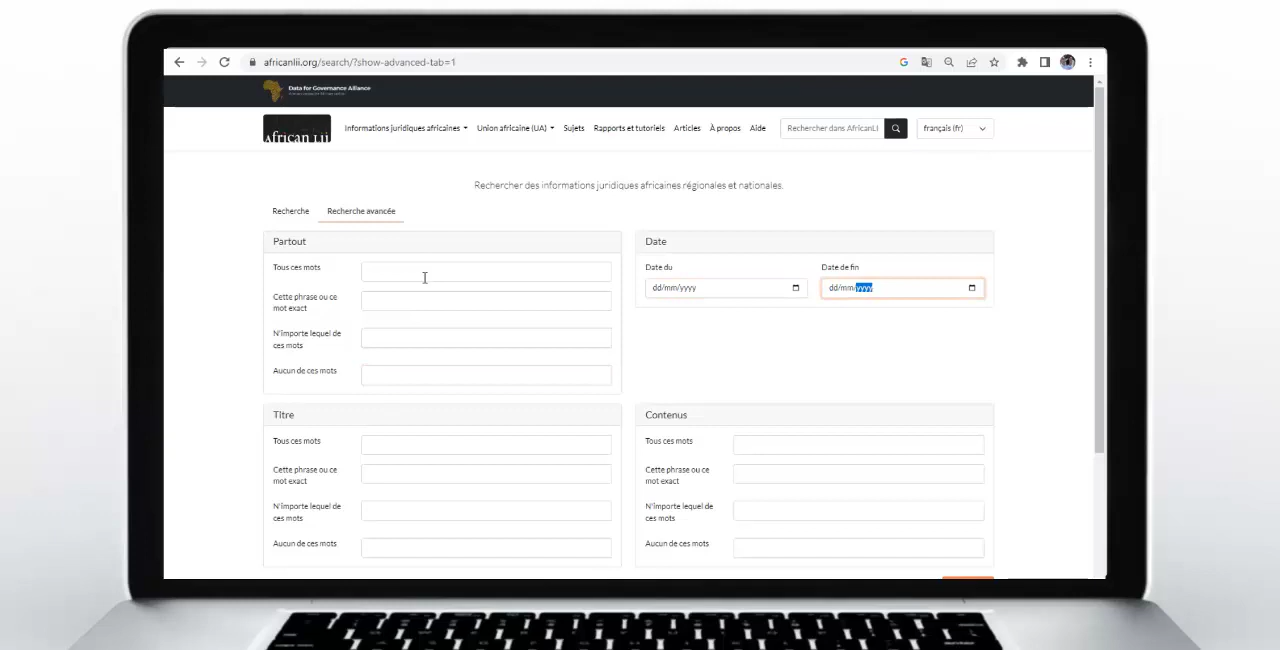 africanlii.org/search/?show-advanced-tab=1
Data for Governance Alliance
African Lii
Informations juridiques africaines
Union africaine (UA)
Sujets
Rapports et tutoriels
Articles
À propos
Aide
Rechercher dans AfricanLI
français (fr)
Rechercher des informations juridiques africaines régionales et nationales.
Recherche
Recherche avancée
Partout
Tous ces mots
Cette phrase ou ce
mot exact
N'importe lequel de
ces mots
Aucun de ces mots
Date
Date du
Date de fin
dd/mm/yyyy
dd/mm/yyyy
Titre
Tous ces mots
Cette phrase ou ce
mot exact
N'importe lequel de
ces mots
Aucun de ces mots
Contenus
Tous ces mots
Cette phrase ou ce
mot exact
N'importe lequel de
ces mots
Aucun de ces mots